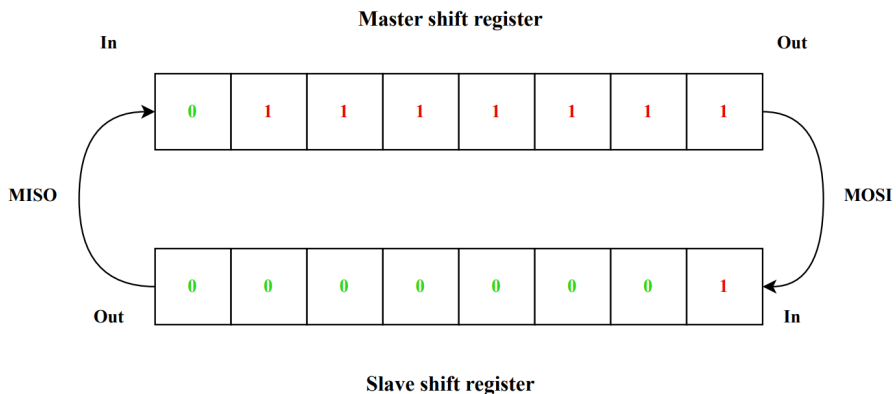 Master shift register
In Out
0 1 1 1 1 1 1 1
MISO MOSI
0 0 0 0 0 0 0 1
Out In
Slave shift register